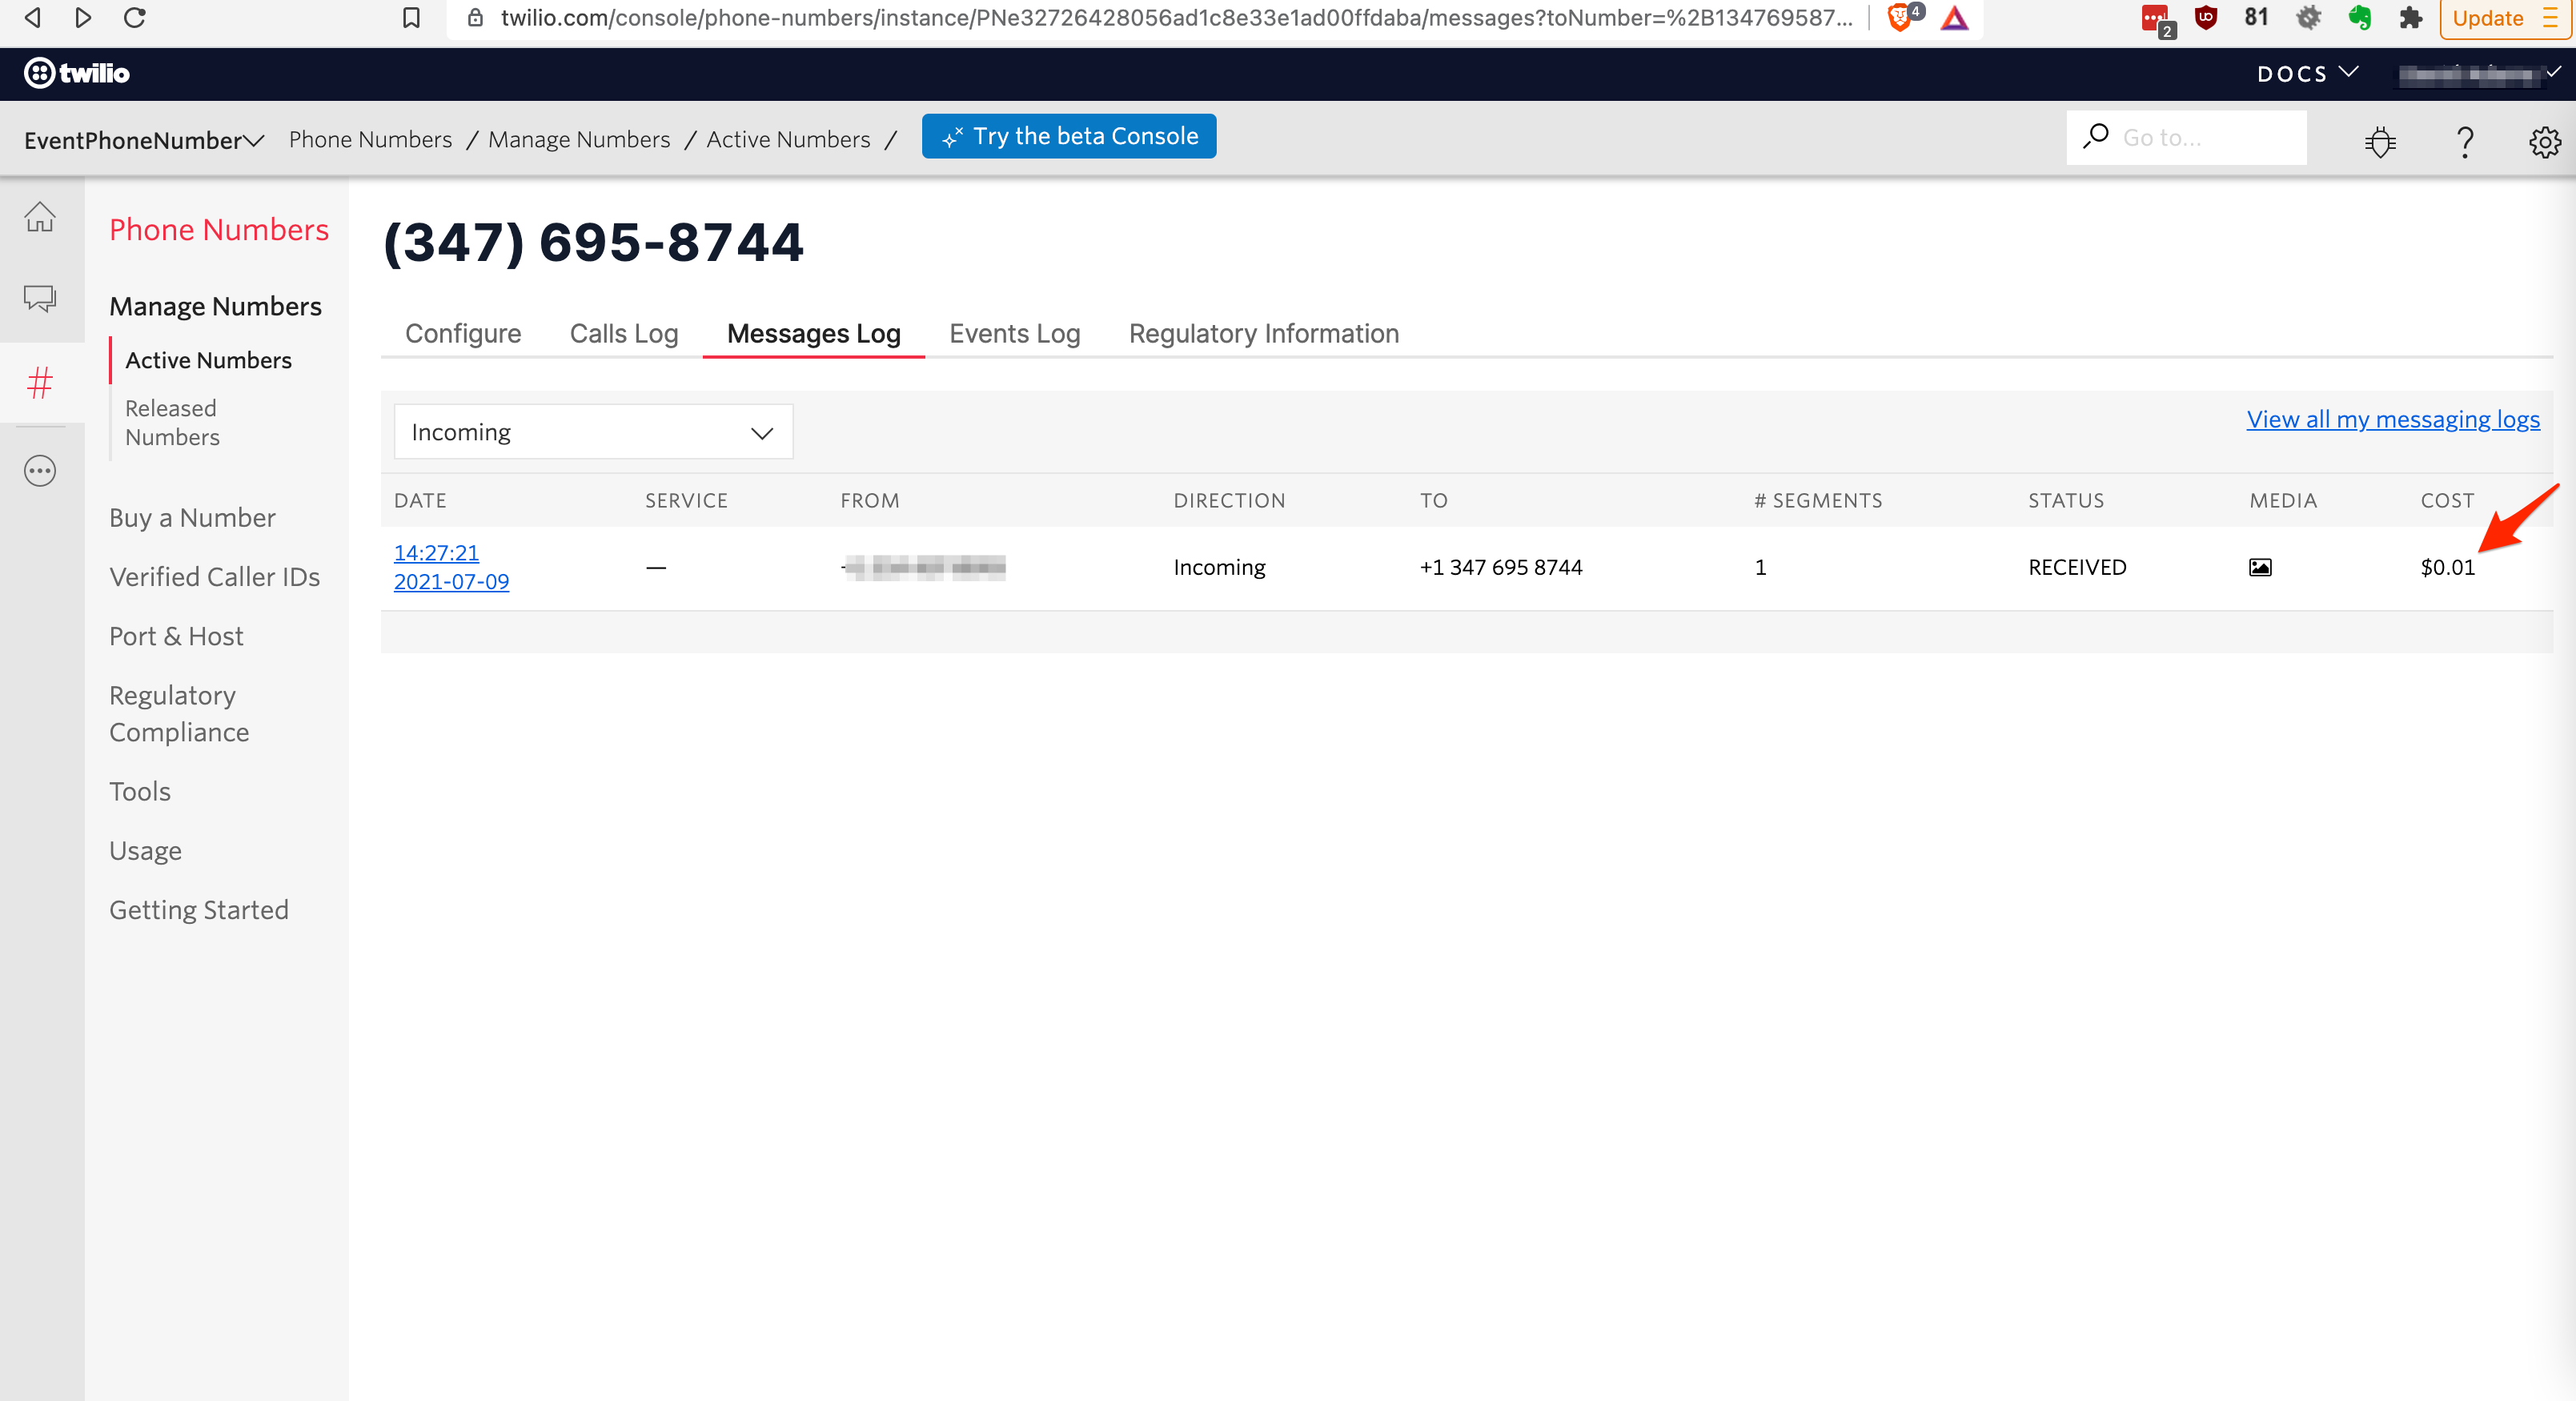 twilio.com/console/phone-numbers/instance/PNe32726428056ad1c8e33e1ad00ffdaba/messages?toNumber=%2B134769587...
4
2
UO
81
Update
twilio
DOCS
EventPhoneNumber
Phone Numbers / Manage Numbers / Active Numbers /
Try the beta Console
Go to...
Phone Numbers
Manage Numbers
Active Numbers
Released
Numbers
Buy a Number
Verified Caller IDs
Port & Host
Regulatory
Compliance
Tools
Usage
Getting Started
(347) 695-8744
Configure Calls Log Messages Log Events Log Regulatory Information
Incoming
View all my messaging logs
DATE SERVICE FROM DIRECTION TO # SEGMENTS STATUS MEDIA COST
14:27:21
2021-07-09
— Incoming +1 347 695 8744 1 RECEIVED $0.01